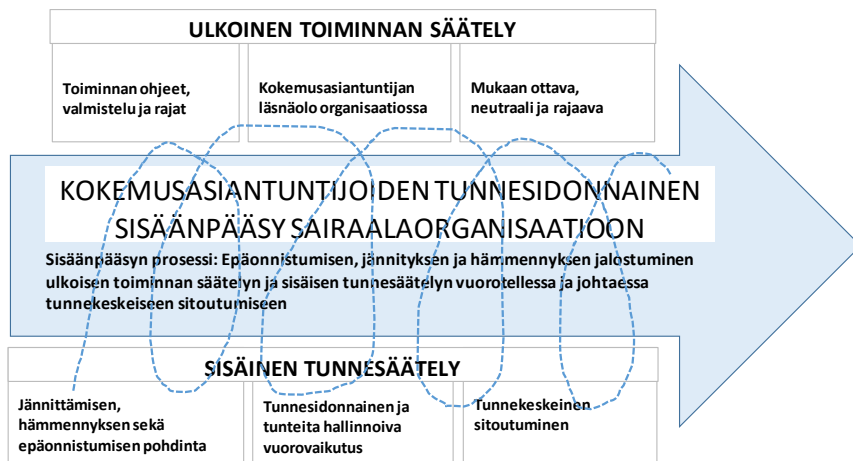 ULKOINEN TOIMINNAN SÄÄTELY
Toiminnan ohjeet,
valmistelu ja rajat
Kokemusasiantuntijan
läsnäolo organisaatiossa
Mukaan ottava,
neutraali ja rajaava
KOKEMUSASIANTUNTIJOIDEN TUNNESIDONNAINEN
SISÄÄNPÄÄSY SAIRAALAORGANISAATIOON
Sisäänpääsyn prosessi: Epäonnistumisen, jännityksen ja hämmennyksen jalostuminen
ulkoisen toiminnan säätelyn ja sisäisen tunnesäätelyn vuorotellessa ja johtaessa
tunnekeskeiseen sitoutumiseen
SISÄINEN TUNNESÄÄTELY
Jännittämisen,
hämmennyksen sekä
epäonnistumisen pohdinta
Tunnesidonnainen ja
tunteita hallinnoiva
vuorovaikutus
Tunnekeskeinen
sitoutuminen